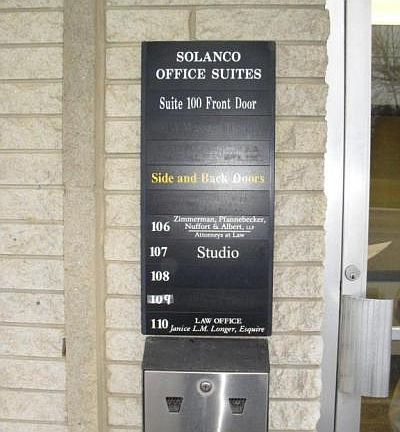 SOLANCO
OFFICE SUITES
Suite 100 Front Door
Side and Back Doors
106 Zimmerman, Pfannebecker,
Nuffort & Albert, LLP
Attorneys at Law
107 Studio
108
109
110 LAW OFFICE
Janice L.M. Longer, Esquire